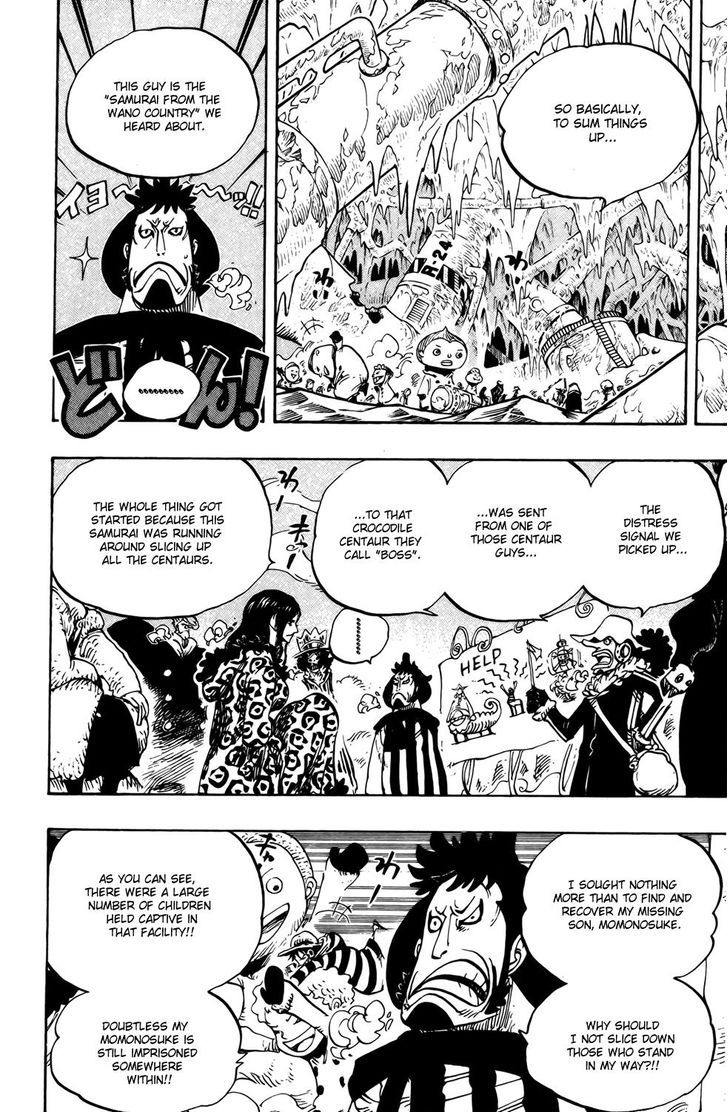 SO BASICALLY,
TO SUM THINGS
UP...
R-24
わい
THIS GUY IS THE
"SAMURAI FROM THE
WANO COUNTRY" WE
HEARD ABOUT.
イヨ〜〜〜!!
..........
どん!
THE
DISTRESS
SIGNAL WE
PICKED UP...
...WAS SENT
FROM ONE OF
THOSE CENTAUR
GUYS...
...TO THAT
CROCODILE
CENTAUR THEY
CALL "BOSS".
THE WHOLE THING GOT
STARTED BECAUSE THIS
SAMURAI WAS RUNNING
AROUND SLICING UP
ALL THE CENTAURS.
HELP
I SOUGHT NOTHING
MORE THAN TO FIND AND
RECOVER MY MISSING
SON, MOMONOSUKE.
WHY SHOULD
I NOT SLICE DOWN
THOSE WHO STAND
IN MY WAY?!!
AS YOU CAN SEE,
THERE WERE A LARGE
NUMBER OF CHILDREN
HELD CAPTIVE IN
THAT FACILITY!!
DOUBTLESS MY
MOMONOSUKE IS
STILL IMPRISONED
SOMEWHERE
WITHIN!!